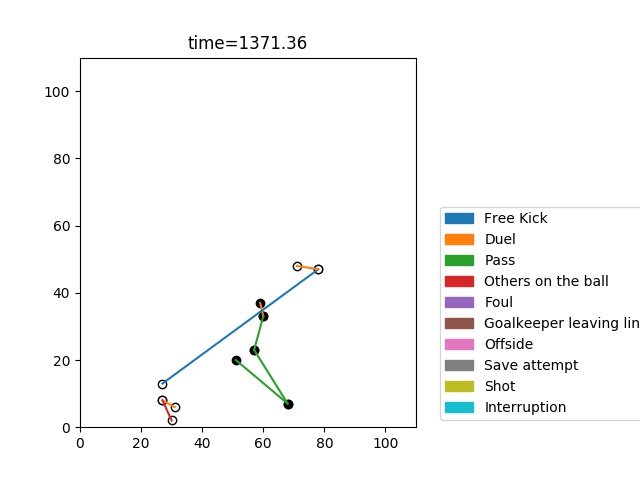 time=1371.36
100
80
60
40
20
0
0 20 40 60 80 100
Free Kick
Duel
Pass
Others on the ball
Foul
Goalkeeper leaving lin
Offside
Save attempt
Shot
Interruption